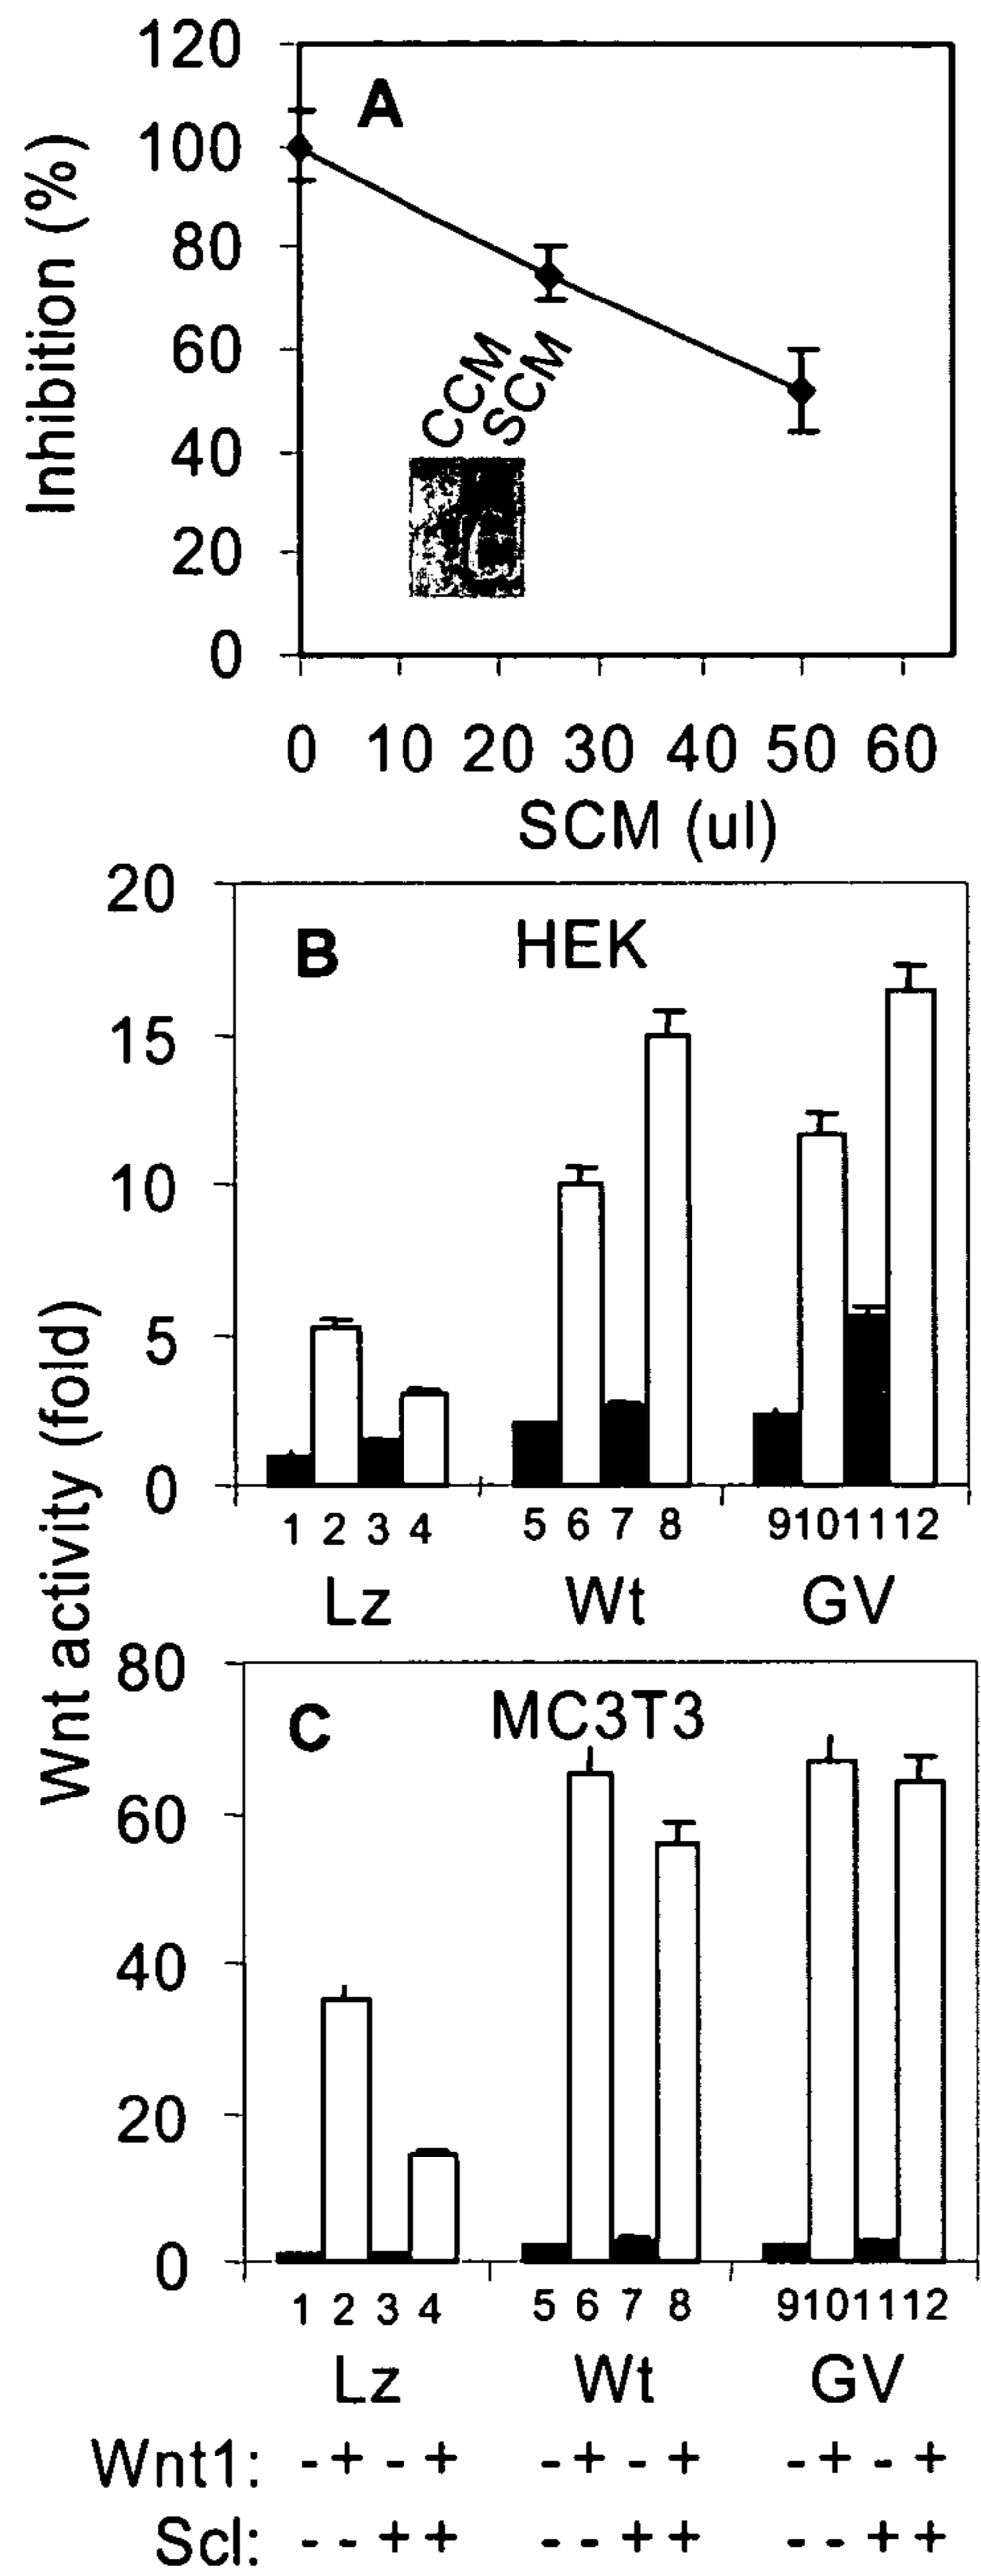 120
A
100
80
60
40
20
0
Inhibition (%)
CCM
SCM
0 10 20 30 40 50 60
SCM (ul)
20
B HEK
15
10
5
0
1 2 3 4 5 6 7 8 9 10 11 12
Lz Wt GV
Wnt activity (fold)
80
C MC3T3
60
40
20
0
1 2 3 4 5 6 7 8 9 10 11 12
Lz Wt GV
Wnt1: - + - + - + - + - + - +
Scl: - - + + - - + + - - + +